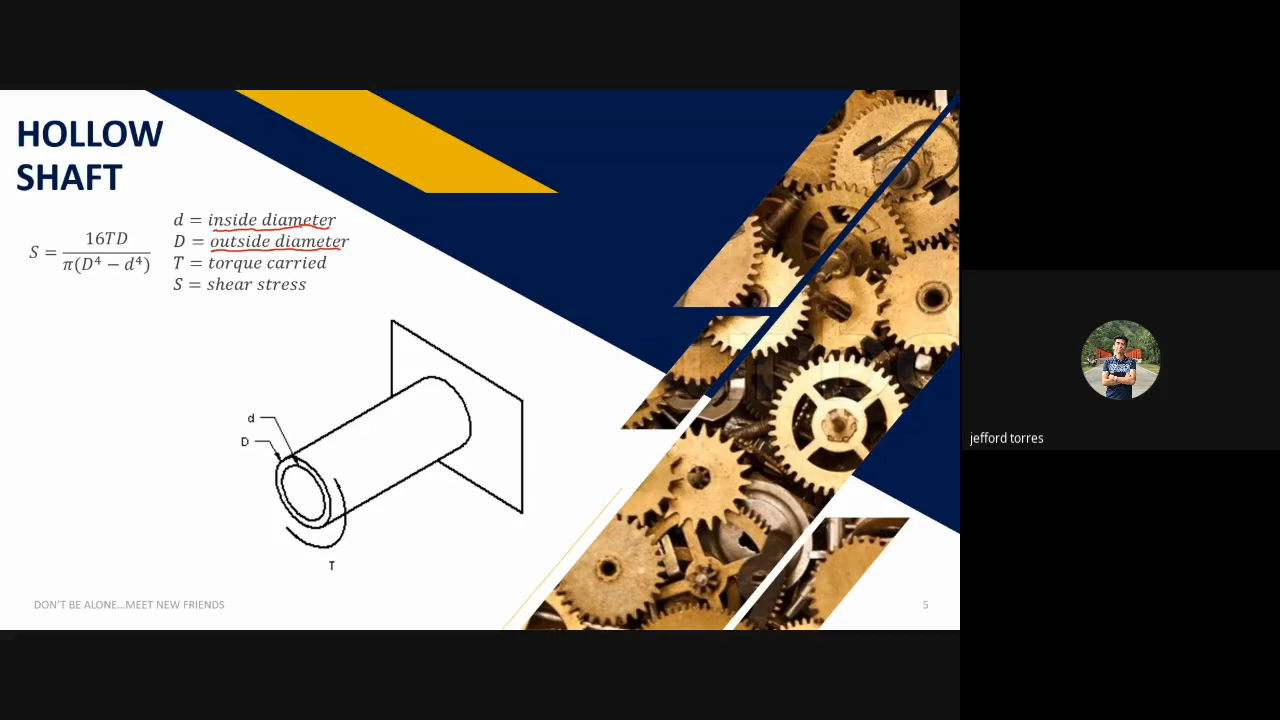 HOLLOW
SHAFT
S = 16TD / π(D⁴ − d⁴)
d = inside diameter
D = outside diameter
T = torque carried
S = shear stress
d
D
T
DON'T BE ALONE...MEET NEW FRIENDS
5
jefford torres